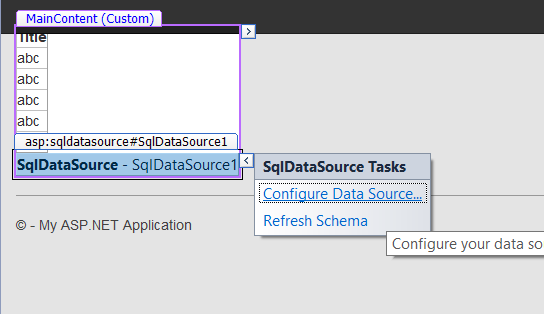 MainContent (Custom)
Title
abc
abc
abc
abc
asp:sqldatasource#SqlDataSource1
SqlDataSource - SqlDataSource1
SqlDataSource Tasks
Configure Data Source...
Refresh Schema
Configure your data so
© - My ASP.NET Application